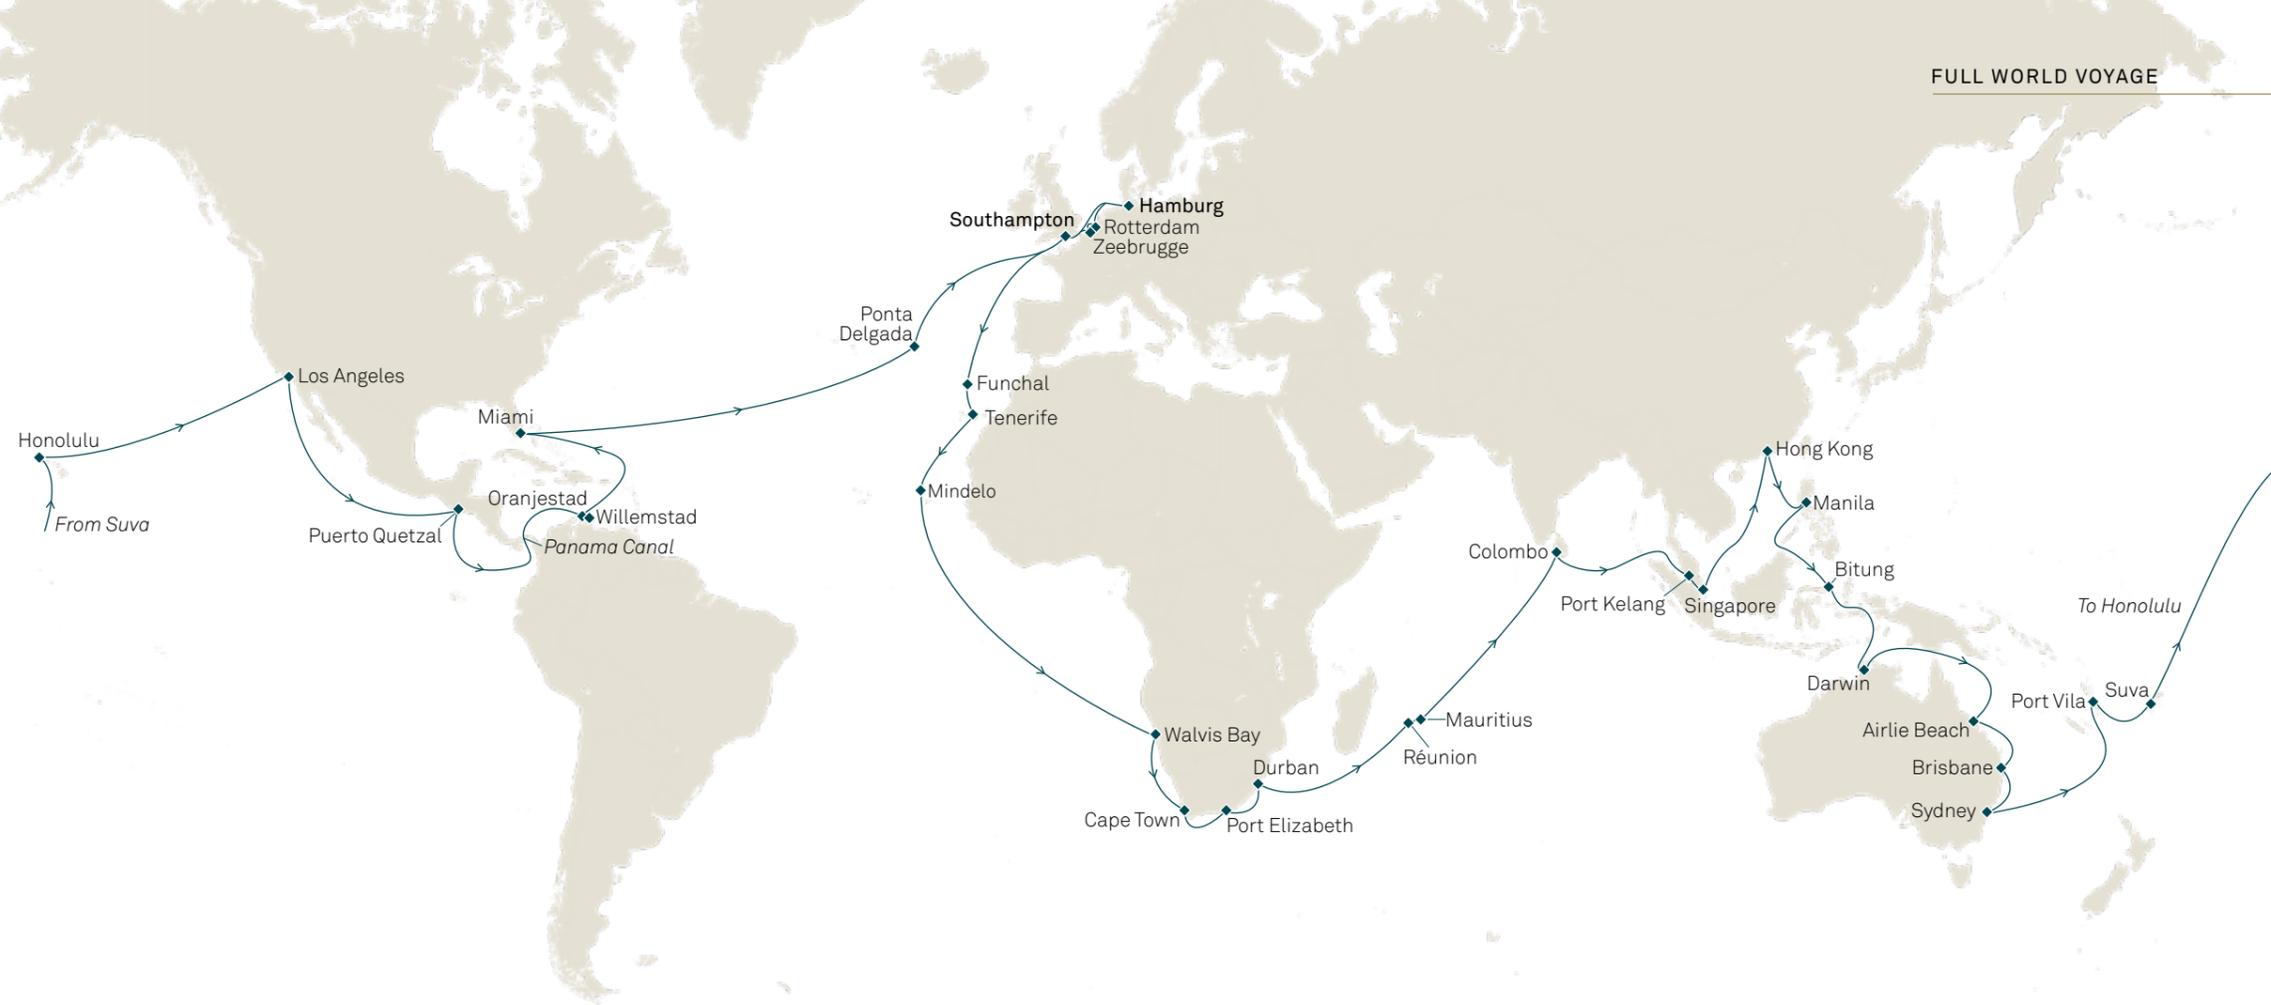 FULL WORLD VOYAGE
Hamburg
Southampton
Rotterdam
Zeebrugge
Ponta
Delgada
Los Angeles
Funchal
Miami
Tenerife
Honolulu
Hong Kong
Mindelo
Oranjestad
Manila
Willemstad
From Suva
Puerto Quetzal
Panama Canal
Colombo
Bitung
Port Kelang
Singapore
To Honolulu
Darwin
Suva
Port Vila
Mauritius
Airlie Beach
Walvis Bay
Réunion
Durban
Brisbane
Sydney
Cape Town
Port Elizabeth